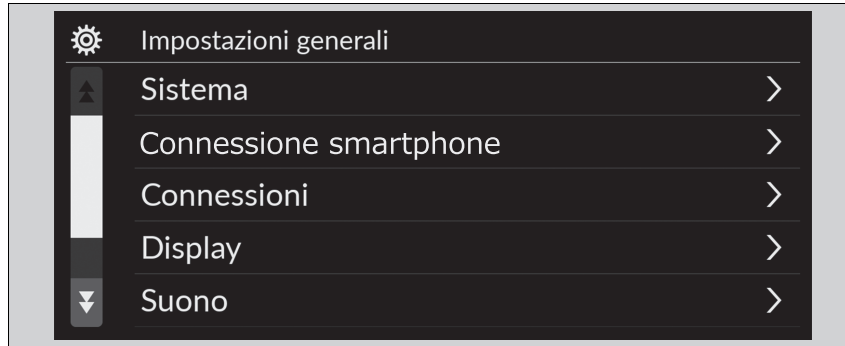 Impostazioni generali
Sistema
Connessione smartphone
Connessioni
Display
Suono